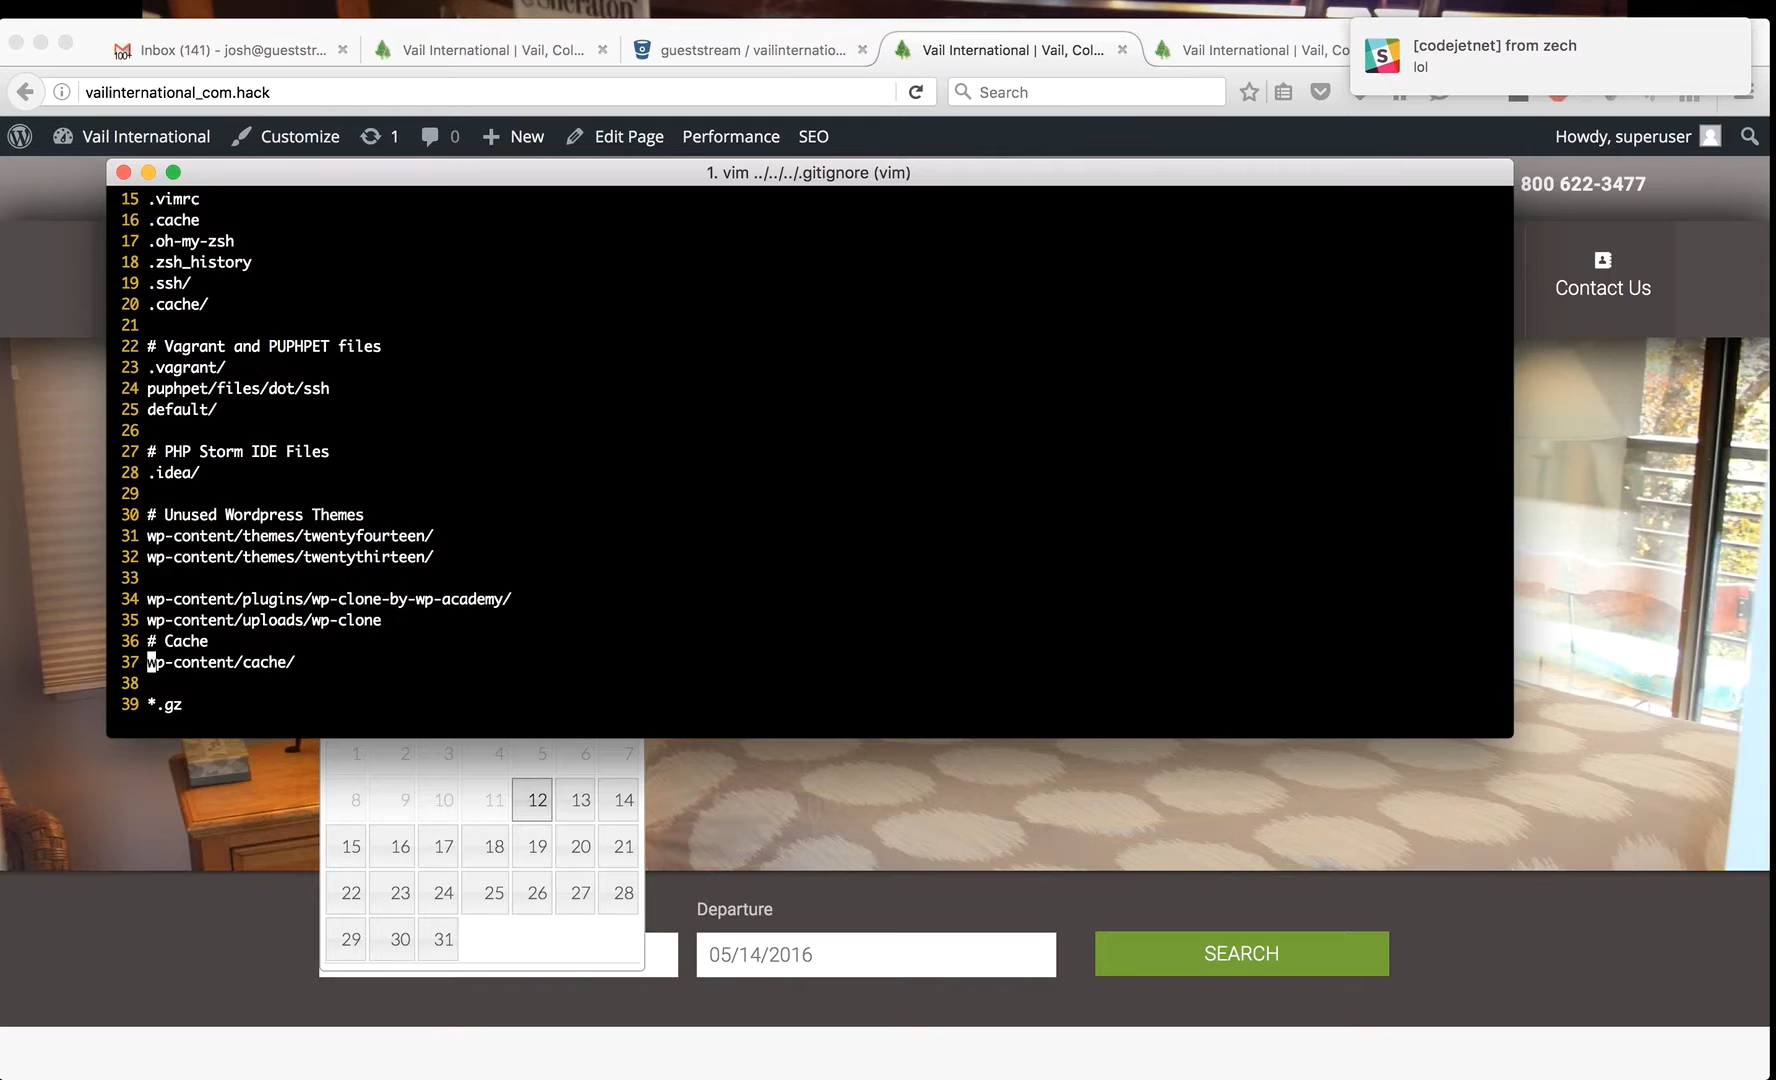 Sheraton
Inbox (141) - josh@gueststr...
Vail International | Vail, Col...
gueststream / vailinternatio...
Vail International | Vail, Col...
Vail International | Vail, Co
[codejetnet] from zech
lol
vailinternational_com.hack
Search
Vail International
Customize
1
0
New
Edit Page
Performance
SEO
Howdy, superuser
1. vim ../../../.gitignore (vim)
800 622-3477
Contact Us
15 .vimrc
16 .cache
17 .oh-my-zsh
18 .zsh_history
19 .ssh/
20 .cache/
21
22 # Vagrant and PUPHPET files
23 .vagrant/
24 puphpet/files/dot/ssh
25 default/
26
27 # PHP Storm IDE Files
28 .idea/
29
30 # Unused Wordpress Themes
31 wp-content/themes/twentyfourteen/
32 wp-content/themes/twentythirteen/
33
34 wp-content/plugins/wp-clone-by-wp-academy/
35 wp-content/uploads/wp-clone
36 # Cache
37 wp-content/cache/
38
39 *.gz
1 2 3 4 5 6 7
8 9 10 11 12 13 14
15 16 17 18 19 20 21
22 23 24 25 26 27 28
29 30 31
Departure
05/14/2016
SEARCH